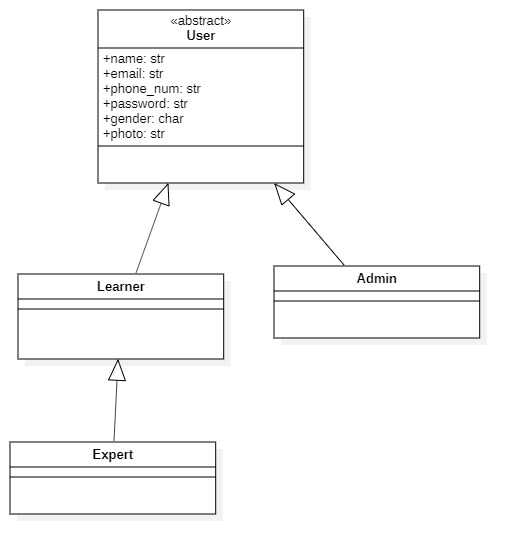 «abstract»
User
+name: str
+email: str
+phone_num: str
+password: str
+gender: char
+photo: str
Learner
Admin
Expert